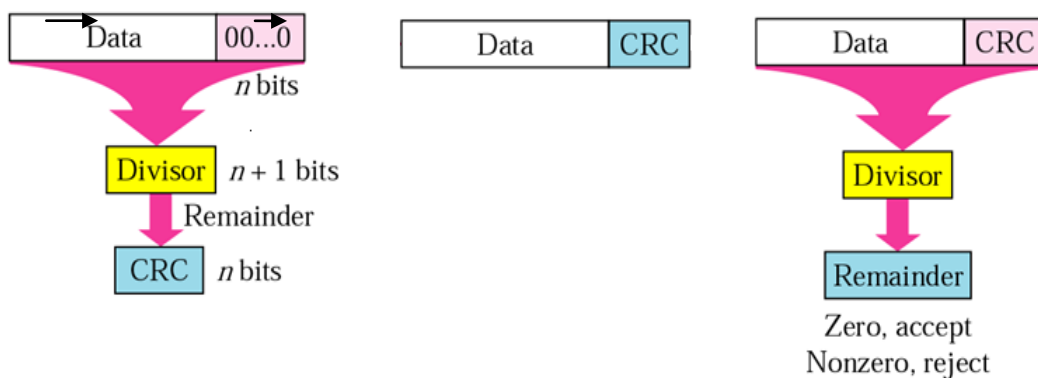 Data 00...0
n bits
Divisor n + 1 bits
Remainder
CRC n bits
Data CRC
Data CRC
Divisor
Remainder
Zero, accept
Nonzero, reject